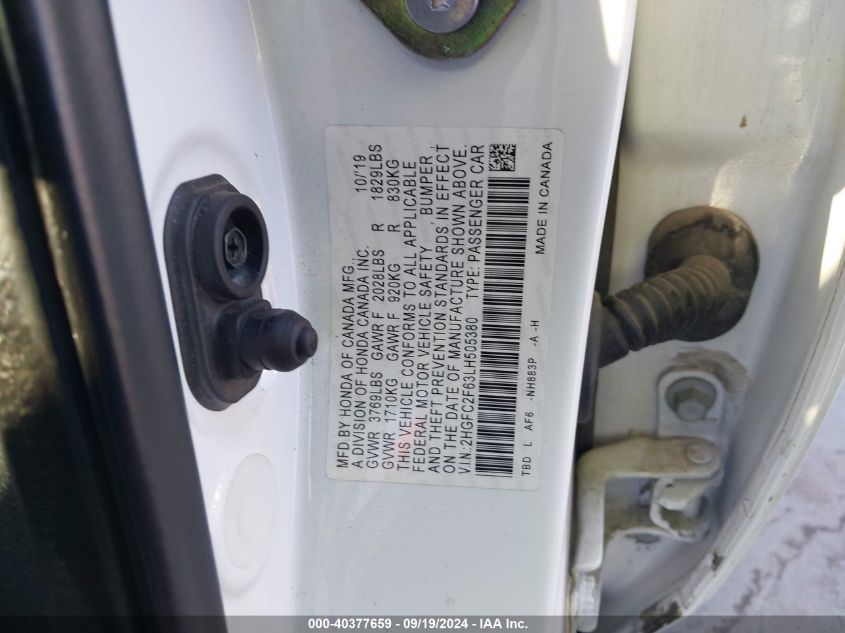 MFD BY HONDA OF CANADA MFG. 10/'19
A DIVISION OF HONDA CANADA INC.
GVWR 3769LBS GAWR F 2028LBS R 1829LBS
GVWR 1710KG GAWR F 920KG R 830KG
THIS VEHICLE CONFORMS TO ALL APPLICABLE
FEDERAL MOTOR VEHICLE SAFETY , BUMPER ,
AND THEFT PREVENTION STANDARDS IN EFFECT
ON THE DATE OF MANUFACTURE SHOWN ABOVE.
VIN:2HGFC2F63LH505380 TYPE:PASSENGER CAR
TBD L AF6 -NH883P -A -H
MADE IN CANADA
000-40377659 - 09/19/2024 - IAA Inc.